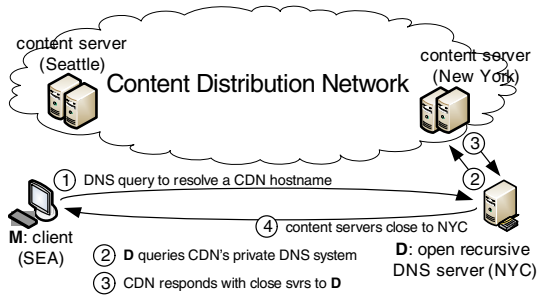 content server
(Seattle)
Content Distribution Network
content server
(New York)
3
2
1 DNS query to resolve a CDN hostname
4 content servers close to NYC
M: client
(SEA)
2 D queries CDN's private DNS system
3 CDN responds with close svrs to D
D: open recursive
DNS server (NYC)